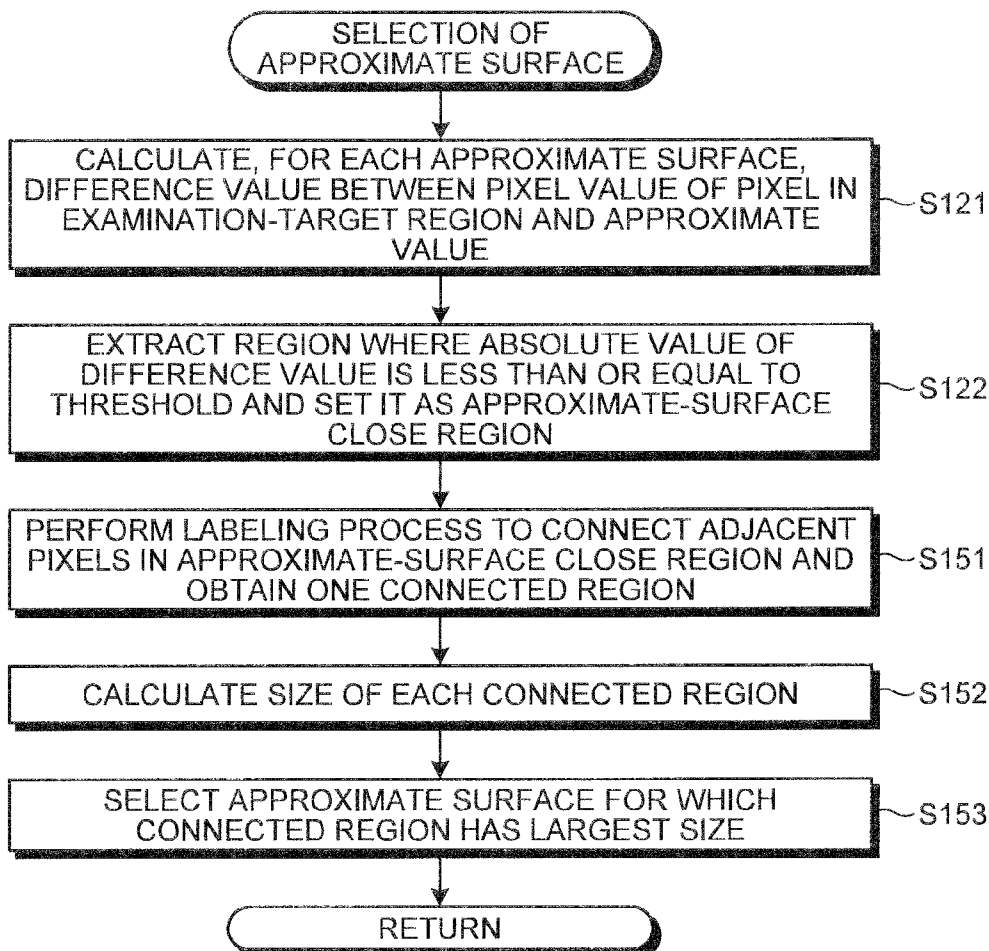 SELECTION OF
APPROXIMATE SURFACE
CALCULATE, FOR EACH APPROXIMATE SURFACE,
DIFFERENCE VALUE BETWEEN PIXEL VALUE OF PIXEL IN
EXAMINATION-TARGET REGION AND APPROXIMATE
VALUE
S121
EXTRACT REGION WHERE ABSOLUTE VALUE OF
DIFFERENCE VALUE IS LESS THAN OR EQUAL TO
THRESHOLD AND SET IT AS APPROXIMATE-SURFACE
CLOSE REGION
S122
PERFORM LABELING PROCESS TO CONNECT ADJACENT
PIXELS IN APPROXIMATE-SURFACE CLOSE REGION AND
OBTAIN ONE CONNECTED REGION
S151
CALCULATE SIZE OF EACH CONNECTED REGION
S152
SELECT APPROXIMATE SURFACE FOR WHICH
CONNECTED REGION HAS LARGEST SIZE
S153
RETURN